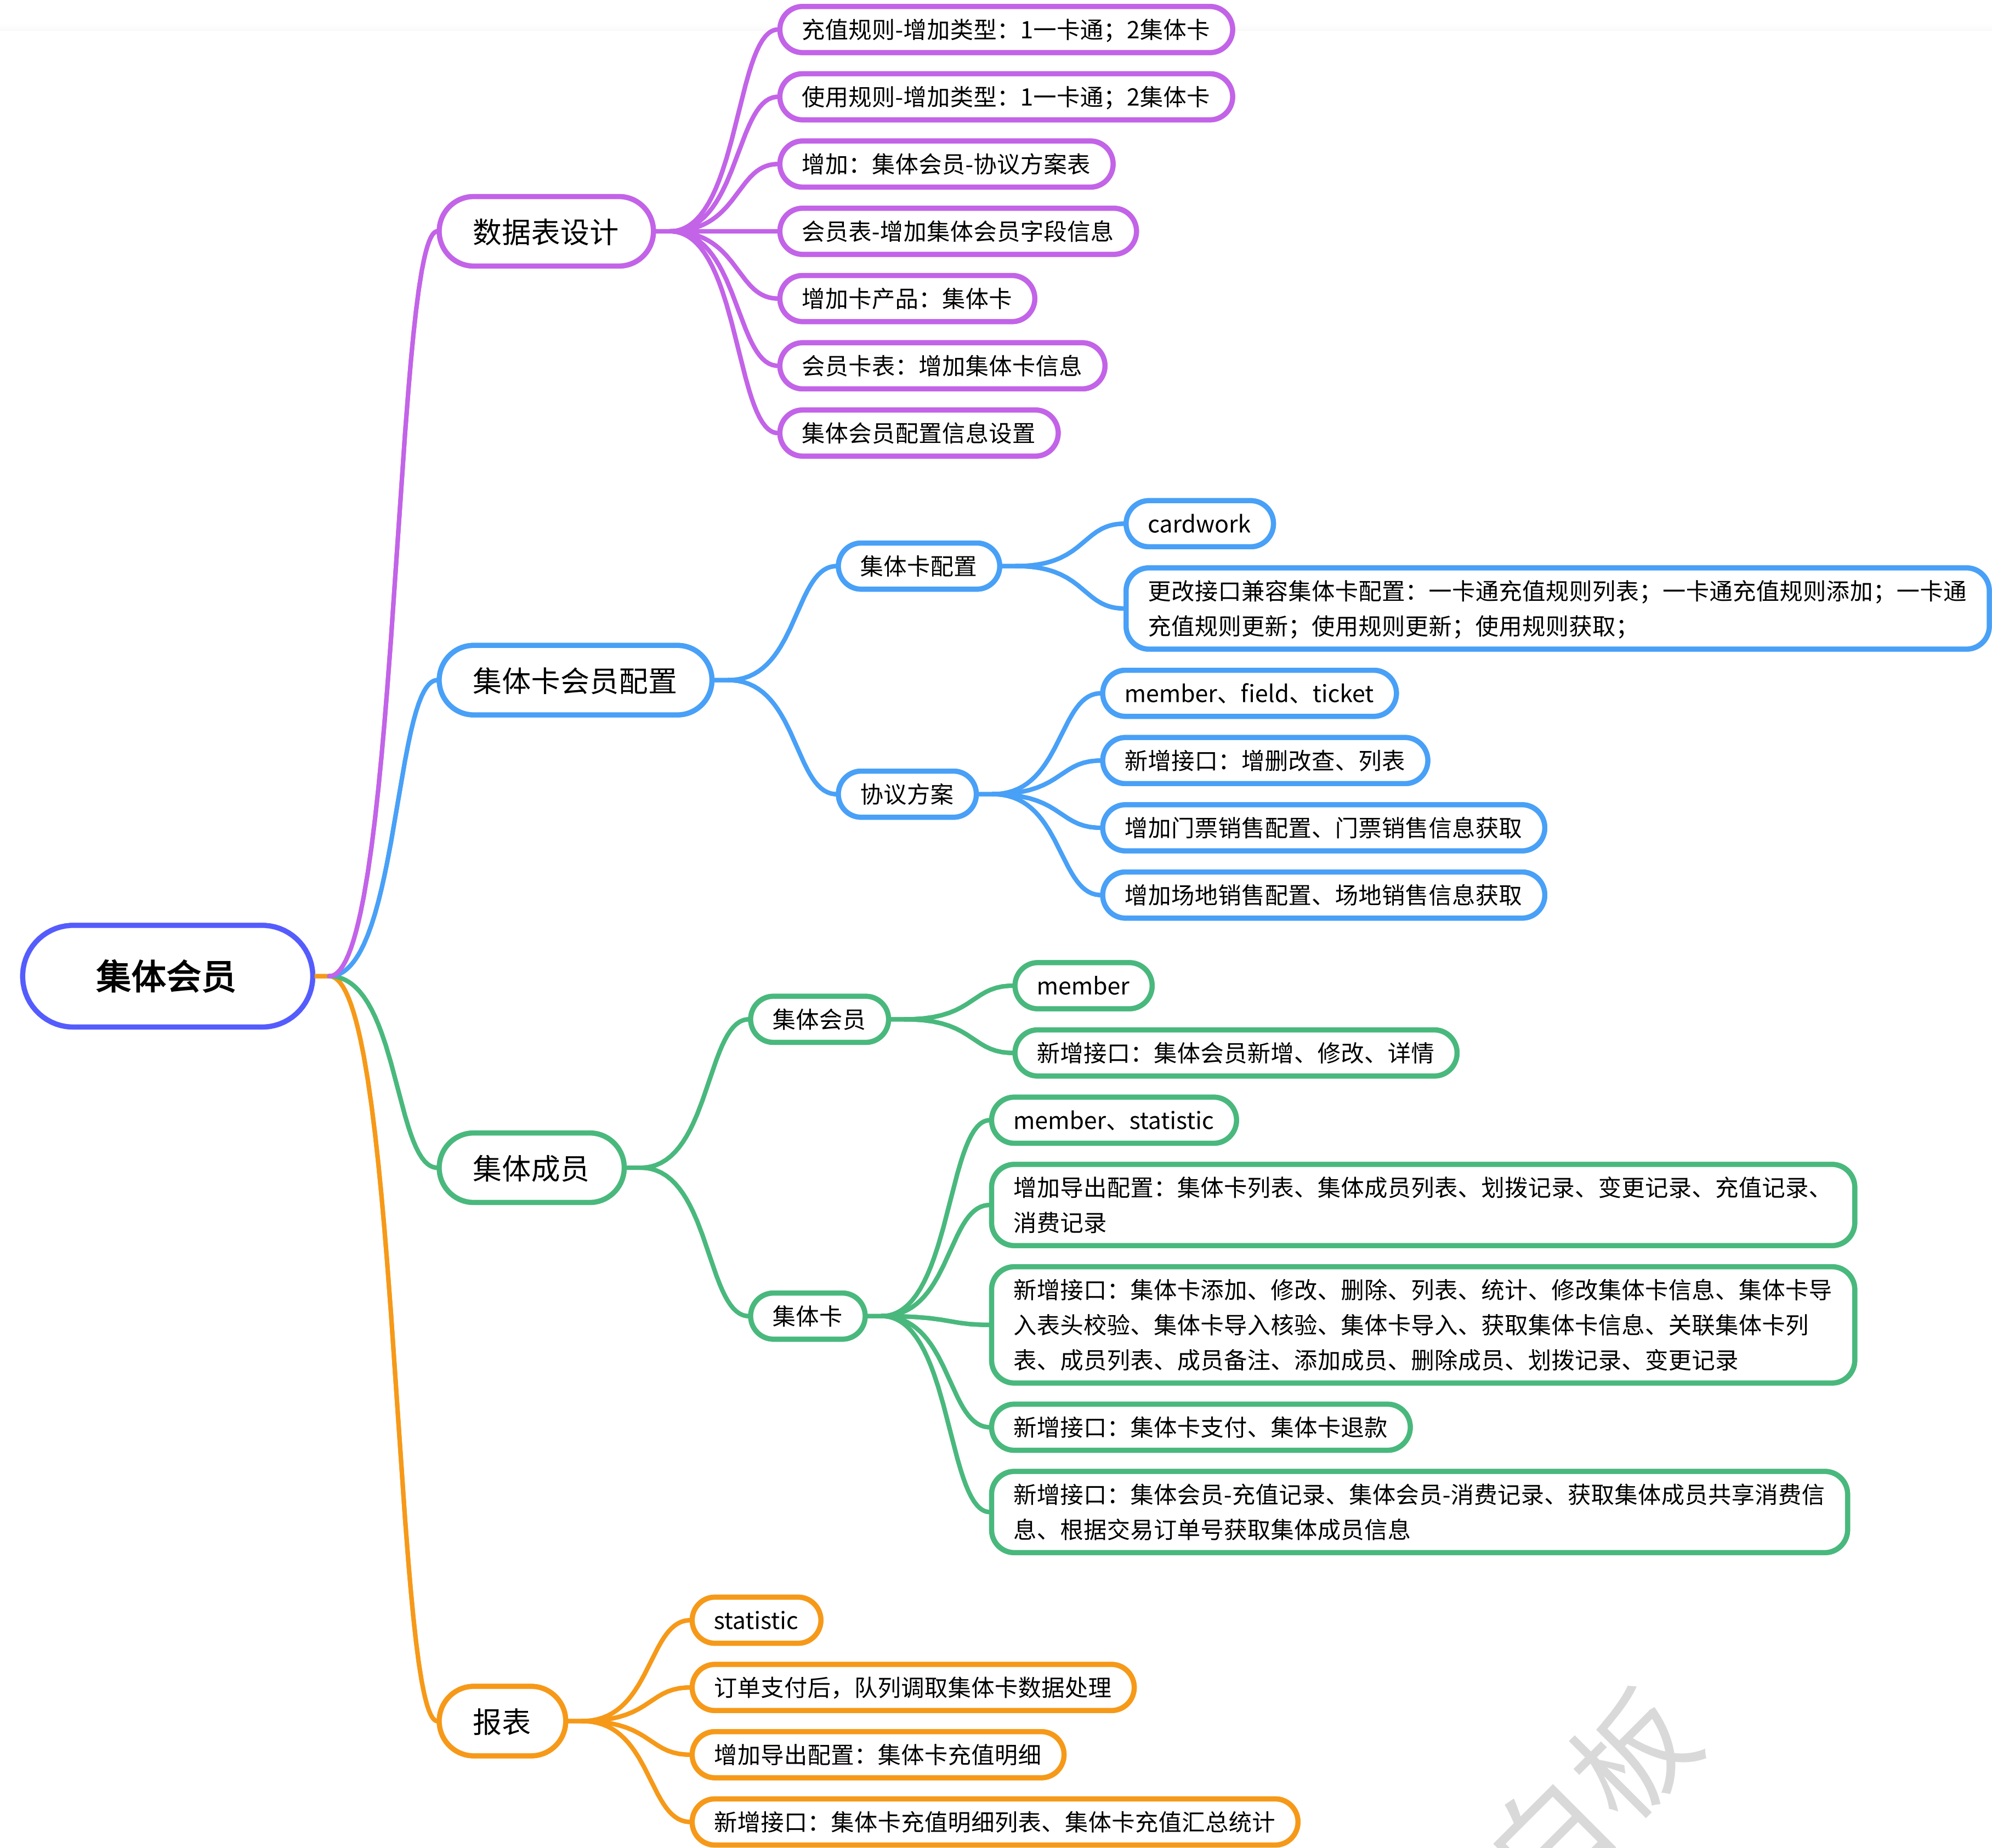 充值规则-增加类型：1一卡通；2集体卡
使用规则-增加类型：1一卡通；2集体卡
增加：集体会员-协议方案表
数据表设计
会员表-增加集体会员字段信息
增加卡产品：集体卡
会员卡表：增加集体卡信息
集体会员配置信息设置
cardwork
集体卡配置
更改接口兼容集体卡配置：一卡通充值规则列表；一卡通充值规则添加；一卡通
充值规则更新；使用规则更新；使用规则获取；
集体卡会员配置
member、field、ticket
新增接口：增删改查、列表
协议方案
增加门票销售配置、门票销售信息获取
增加场地销售配置、场地销售信息获取
集体会员
member
集体会员
新增接口：集体会员新增、修改、详情
集体成员
member、statistic
增加导出配置：集体卡列表、集体成员列表、划拨记录、变更记录、充值记录、
消费记录
集体卡
新增接口：集体卡添加、修改、删除、列表、统计、修改集体卡信息、集体卡导
入表头校验、集体卡导入核验、集体卡导入、获取集体卡信息、关联集体卡列
表、成员列表、成员备注、添加成员、删除成员、划拨记录、变更记录
新增接口：集体卡支付、集体卡退款
新增接口：集体会员-充值记录、集体会员-消费记录、获取集体成员共享消费信
息、根据交易订单号获取集体成员信息
statistic
订单支付后，队列调取集体卡数据处理
报表
增加导出配置：集体卡充值明细
新增接口：集体卡充值明细列表、集体卡充值汇总统计
白板